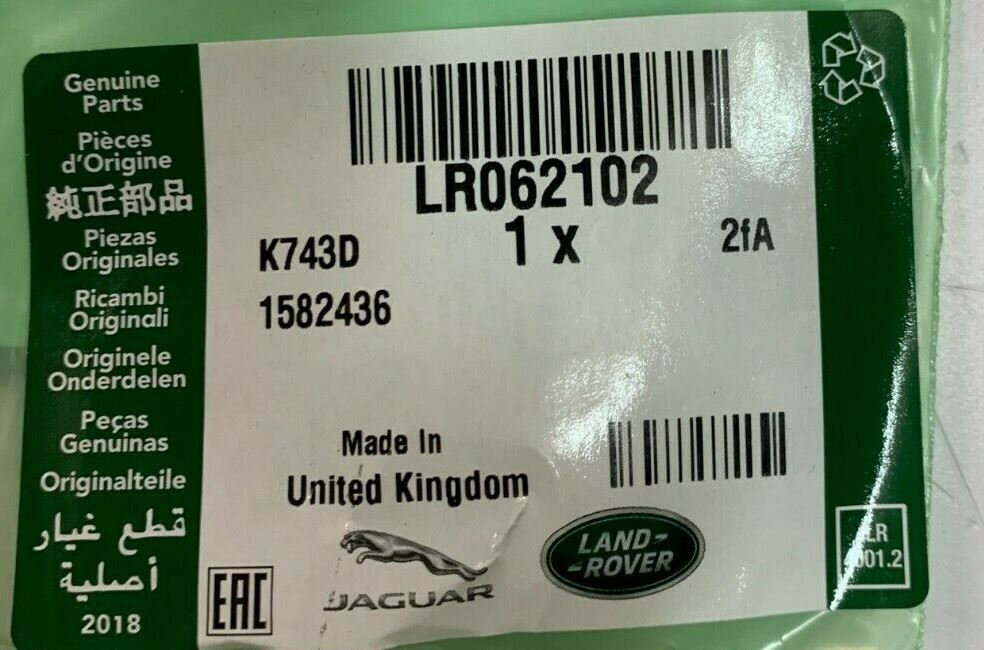 Genuine
Parts
Pièces
d'Origine
純正部品
Piezas
Originales
Ricambi
Originali
Originele
Onderdelen
Peças
Genuinas
Originalteile
قطع غيار
أصلية
2018
LR062102
1 x
2fA
K743D
1582436
Made In
United Kingdom
EAC
JAGUAR
LAND-
-ROVER
LR